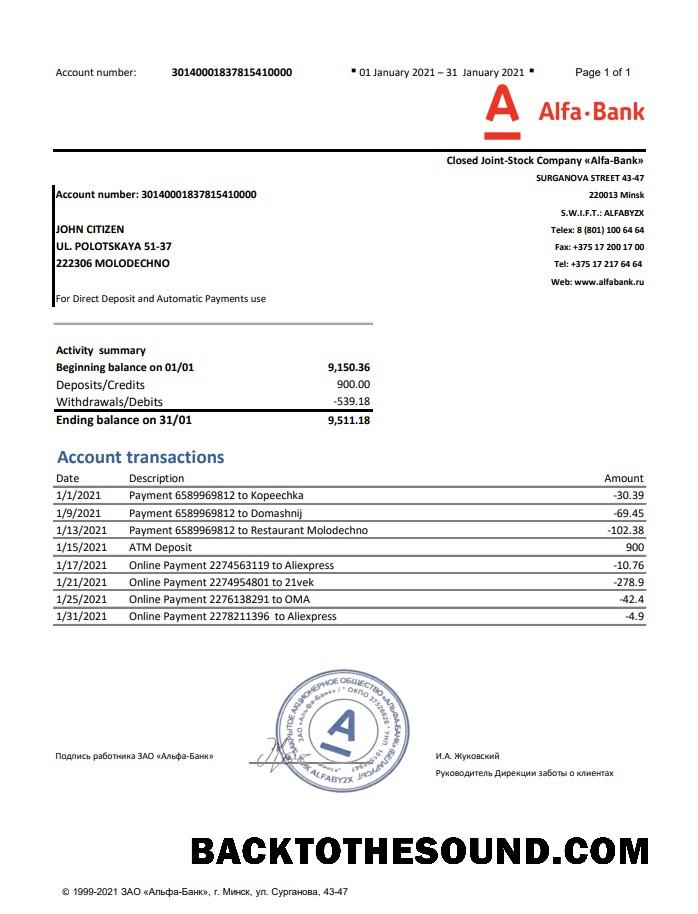 Account number: 30140001837815410000 ▪ 01 January 2021 – 31 January 2021 ▪ Page 1 of 1
A Alfa·Bank
Closed Joint-Stock Company «Alfa-Bank»
SURGANOVA STREET 43-47
Account number: 30140001837815410000 220013 Minsk
S.W.I.F.T.: ALFABYZX
JOHN CITIZEN Telex: 8 (801) 100 64 64
UL. POLOTSKAYA 51-37 Fax: +375 17 200 17 00
222306 MOLODECHNO Tel: +375 17 217 64 64
Web: www.alfabank.ru
For Direct Deposit and Automatic Payments use
Activity summary
Beginning balance on 01/01 9,150.36
Deposits/Credits 900.00
Withdrawals/Debits -539.18
Ending balance on 31/01 9,511.18
Account transactions
Date Description Amount
1/1/2021 Payment 6589969812 to Kopeechka -30.39
1/9/2021 Payment 6589969812 to Domashnij -69.45
1/13/2021 Payment 6589969812 to Restaurant Molodechno -102.38
1/15/2021 ATM Deposit 900
1/17/2021 Online Payment 2274563119 to Aliexpress -10.76
1/21/2021 Online Payment 2274954801 to 21vek -278.9
1/25/2021 Online Payment 2276138291 to OMA -42.4
1/31/2021 Online Payment 2278211396 to Aliexpress -4.9
ЗАКРЫТОЕ АКЦИОНЕРНОЕ ОБЩЕСТВО «АЛЬФА-БАНК»
ЗАО «Альфа-Банк» / * ОКПО 37526626 * УНП
ALFABYZX
A
Подпись работника ЗАО «Альфа-Банк» И.А. Жуковский
Руководитель Дирекции заботы о клиентах
BACKTOTHESOUND.COM
© 1999-2021 ЗАО «Альфа-Банк», г. Минск, ул. Сурганова, 43-47